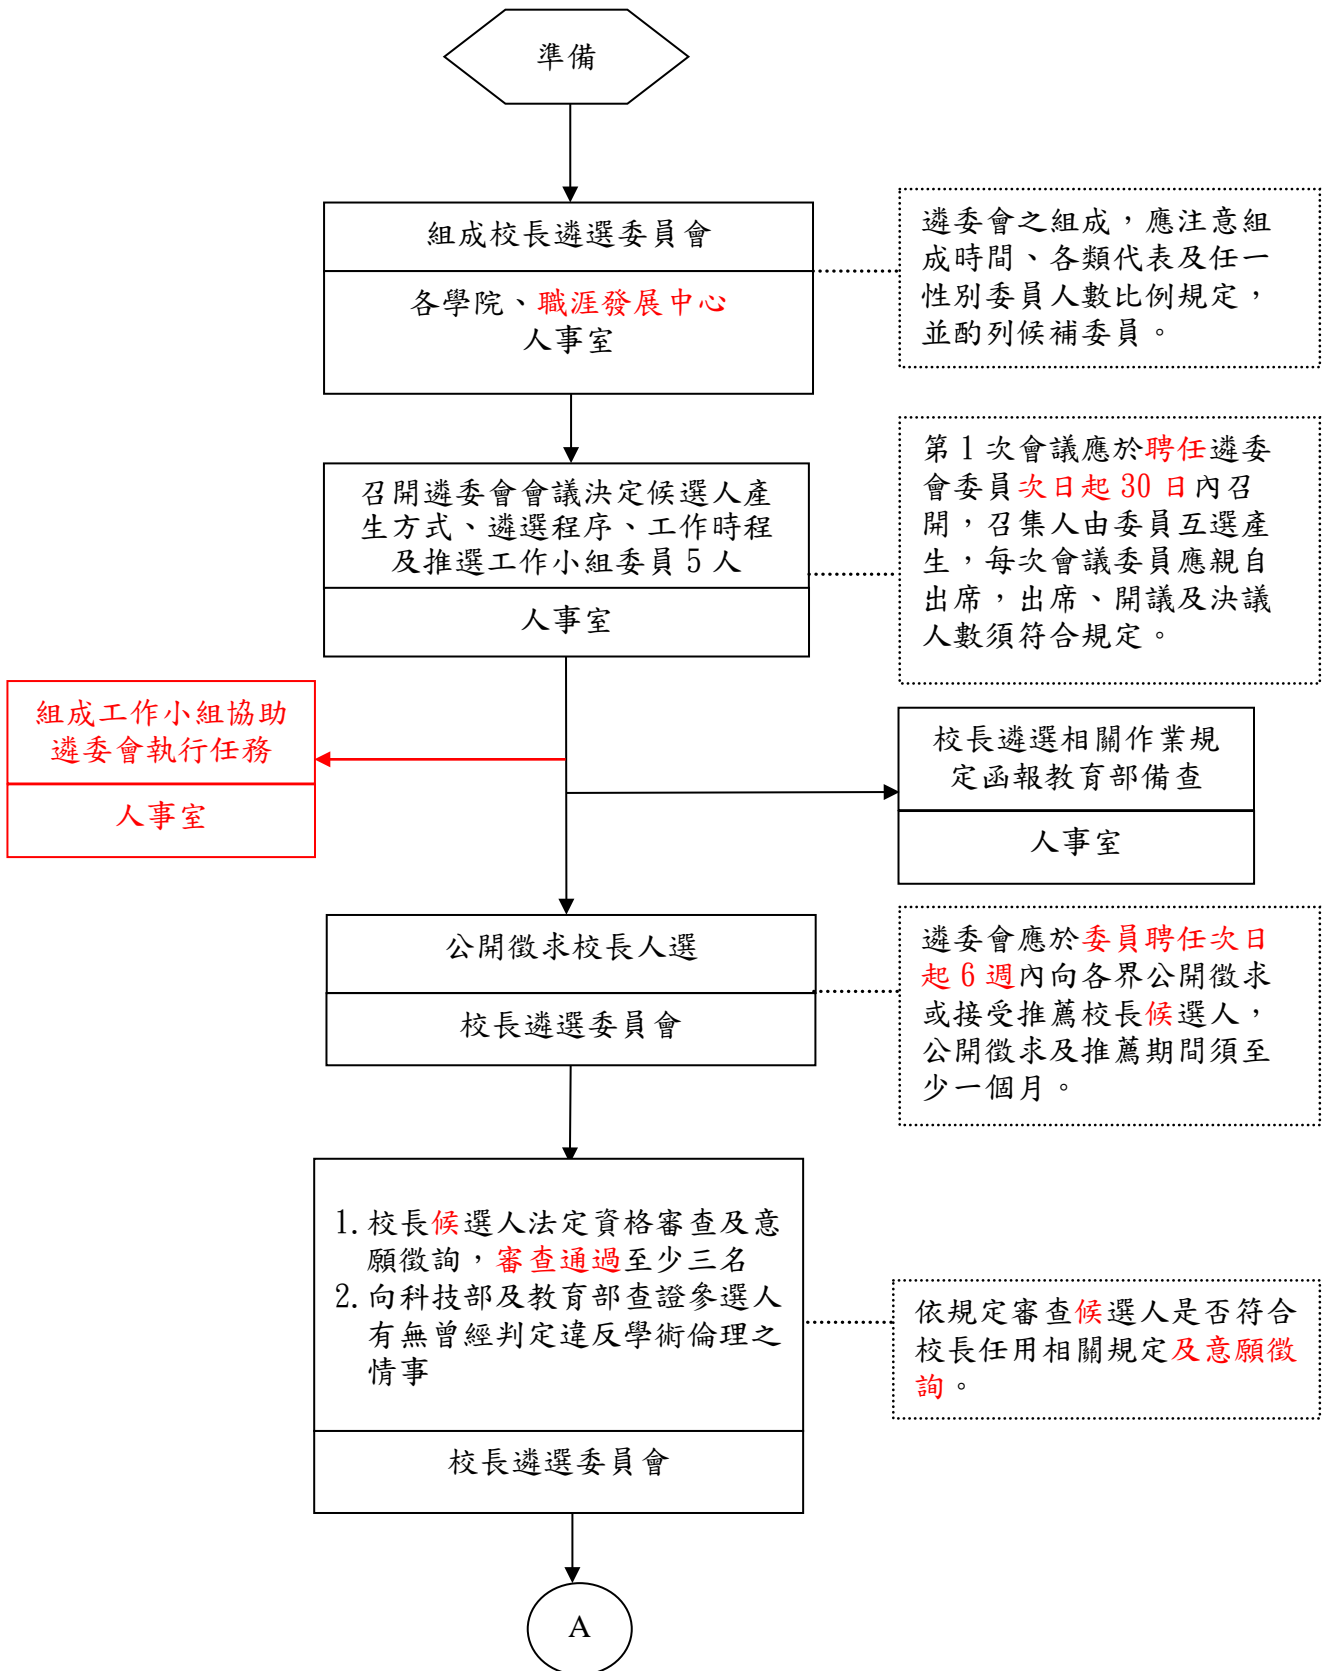 準備
組成校長遴選委員會
各學院、職涯發展中心
人事室
遴委會之組成，應注意組
成時間、各類代表及任一
性別委員人數比例規定，
並酌列候補委員。
召開遴委會會議決定候選人產
生方式、遴選程序、工作時程
及推選工作小組委員5人
人事室
第1次會議應於聘任遴委
會委員次日起30日內召
開，召集人由委員互選產
生，每次會議委員應親自
出席，出席、開議及決議
人數須符合規定。
組成工作小組協助
遴委會執行任務
人事室
校長遴選相關作業規
定函報教育部備查
人事室
公開徵求校長人選
校長遴選委員會
遴委會應於委員聘任次日
起6週內向各界公開徵求
或接受推薦校長候選人，
公開徵求及推薦期間須至
少一個月。
1.校長候選人法定資格審查及意
願徵詢，審查通過至少三名
2.向科技部及教育部查證參選人
有無曾經判定違反學術倫理之
情事
校長遴選委員會
依規定審查候選人是否符合
校長任用相關規定及意願徵
詢。
A